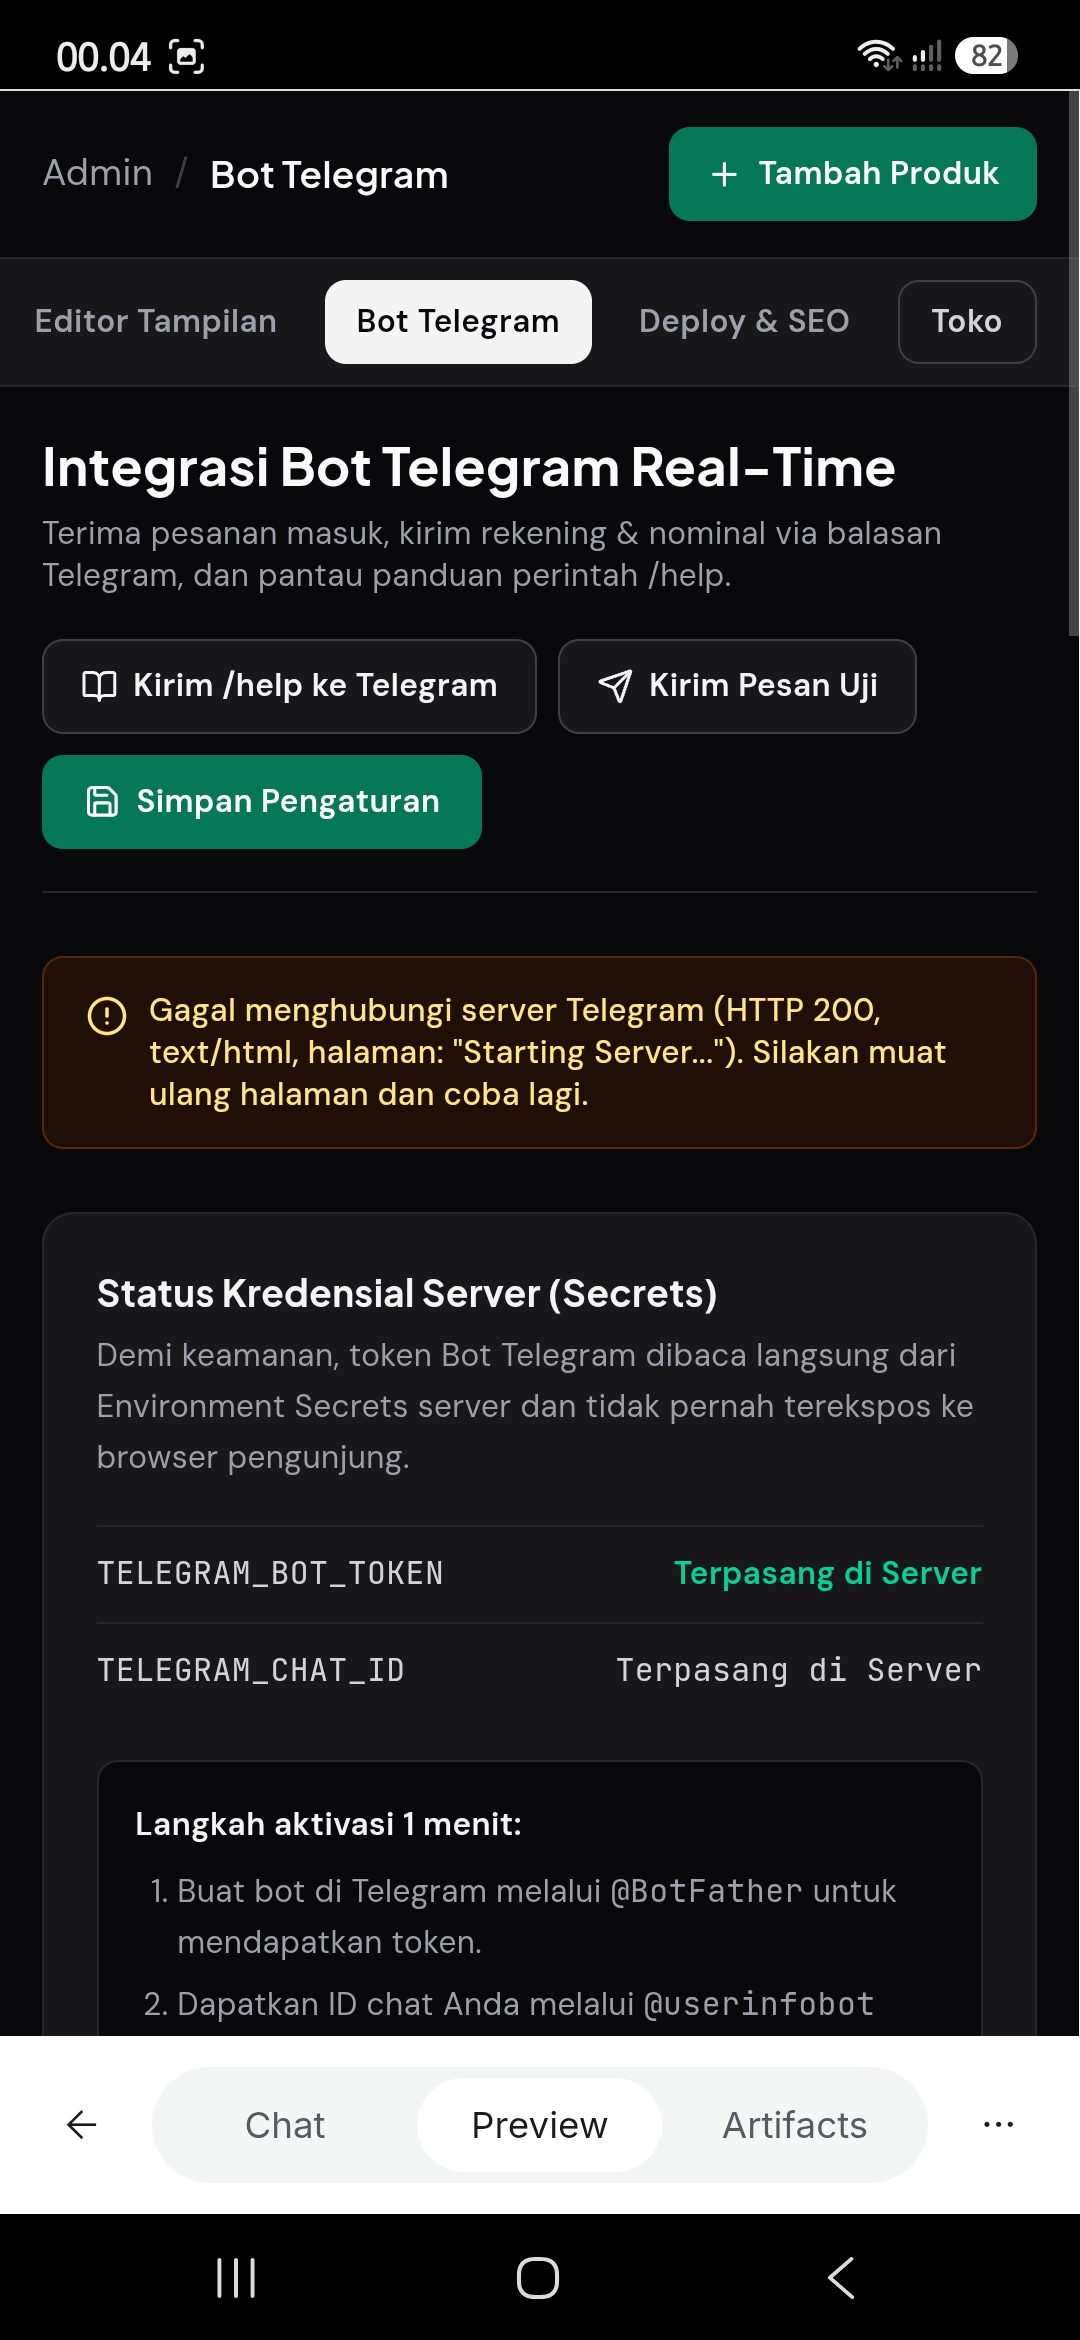 00.04
82
Admin / Bot Telegram
+ Tambah Produk
Editor Tampilan
Bot Telegram
Deploy & SEO
Toko
Integrasi Bot Telegram Real-Time
Terima pesanan masuk, kirim rekening & nominal via balasan
Telegram, dan pantau panduan perintah /help.
Kirim /help ke Telegram
Kirim Pesan Uji
Simpan Pengaturan
Gagal menghubungi server Telegram (HTTP 200,
text/html, halaman: "Starting Server..."). Silakan muat
ulang halaman dan coba lagi.
Status Kredensial Server (Secrets)
Demi keamanan, token Bot Telegram dibaca langsung dari
Environment Secrets server dan tidak pernah terekspos ke
browser pengunjung.
TELEGRAM_BOT_TOKEN
Terpasang di Server
TELEGRAM_CHAT_ID
Terpasang di Server
Langkah aktivasi 1 menit:
1. Buat bot di Telegram melalui @BotFather untuk
mendapatkan token.
2. Dapatkan ID chat Anda melalui @userinfobot
Chat
Preview
Artifacts